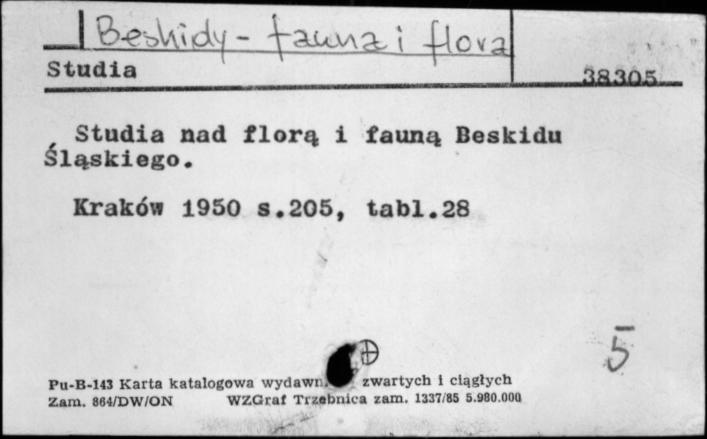 Beskidy - fauna i flora
Studia 38305
Studia nad florą i fauną Beskidu
Śląskiego.
Kraków 1950 s.205, tabl.28
5
Pu-B-143 Karta katalogowa wydawn. zwartych i ciągłych
Zam. 864/DW/ON WZGraf Trzebnica zam. 1337/85 5.980.000